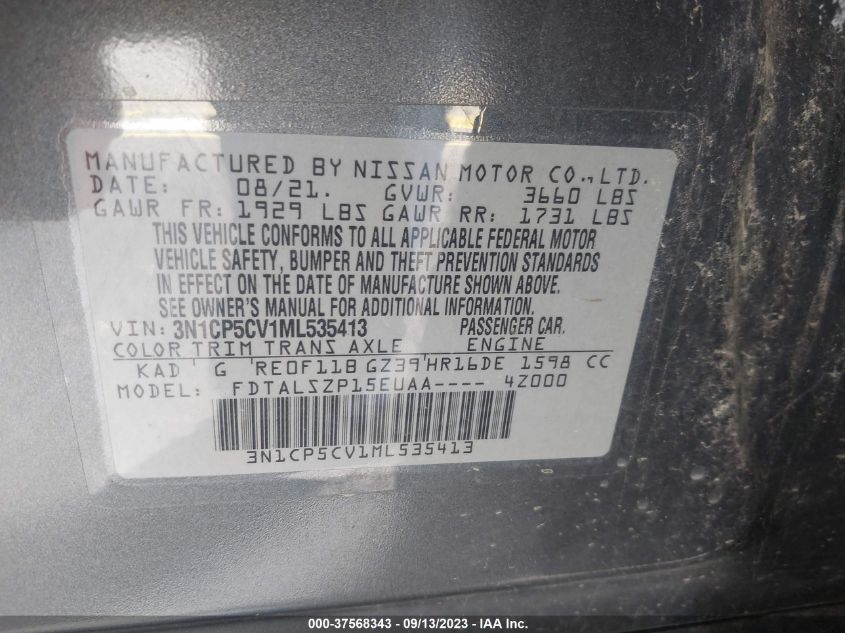 MANUFACTURED BY NISSAN MOTOR CO.,LTD.
DATE: 08/21. GVWR: 3660 LBS
GAWR FR: 1929 LBS GAWR RR: 1731 LBS
THIS VEHICLE CONFORMS TO ALL APPLICABLE FEDERAL MOTOR
VEHICLE SAFETY, BUMPER AND THEFT PREVENTION STANDARDS
IN EFFECT ON THE DATE OF MANUFACTURE SHOWN ABOVE.
SEE OWNER'S MANUAL FOR ADDITIONAL INFORMATION.
VIN: 3N1CP5CV1ML535413 PASSENGER CAR.
COLOR TRIM TRANS AXLE ENGINE
KAD G RE0F11B GZ39 HR16DE 1598 CC
MODEL: FDTALSZP15EUAA---- 4Z000
3N1CP5CV1ML535413
000-37568343 / 09/13/2023 - IAA Inc.